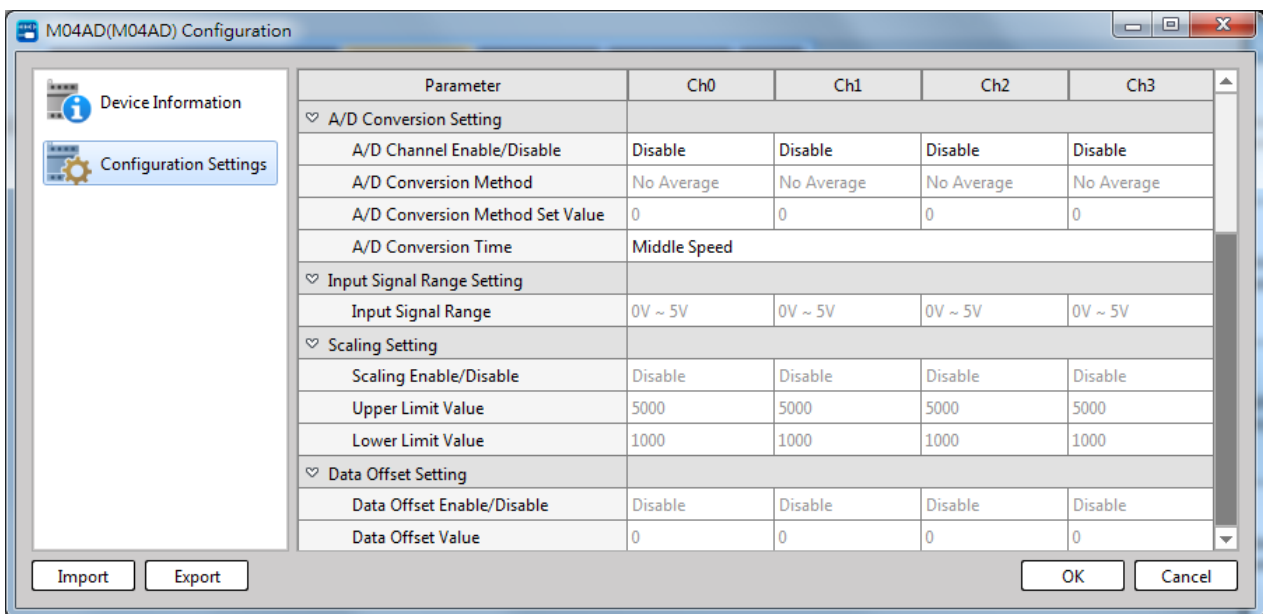 M04AD(M04AD) Configuration
Device Information
Configuration Settings
Parameter Ch0 Ch1 Ch2 Ch3
A/D Conversion Setting
A/D Channel Enable/Disable Disable Disable Disable Disable
A/D Conversion Method No Average No Average No Average No Average
A/D Conversion Method Set Value 0 0 0 0
A/D Conversion Time Middle Speed
Input Signal Range Setting
Input Signal Range 0V ~ 5V 0V ~ 5V 0V ~ 5V 0V ~ 5V
Scaling Setting
Scaling Enable/Disable Disable Disable Disable Disable
Upper Limit Value 5000 5000 5000 5000
Lower Limit Value 1000 1000 1000 1000
Data Offset Setting
Data Offset Enable/Disable Disable Disable Disable Disable
Data Offset Value 0 0 0 0
Import Export OK Cancel